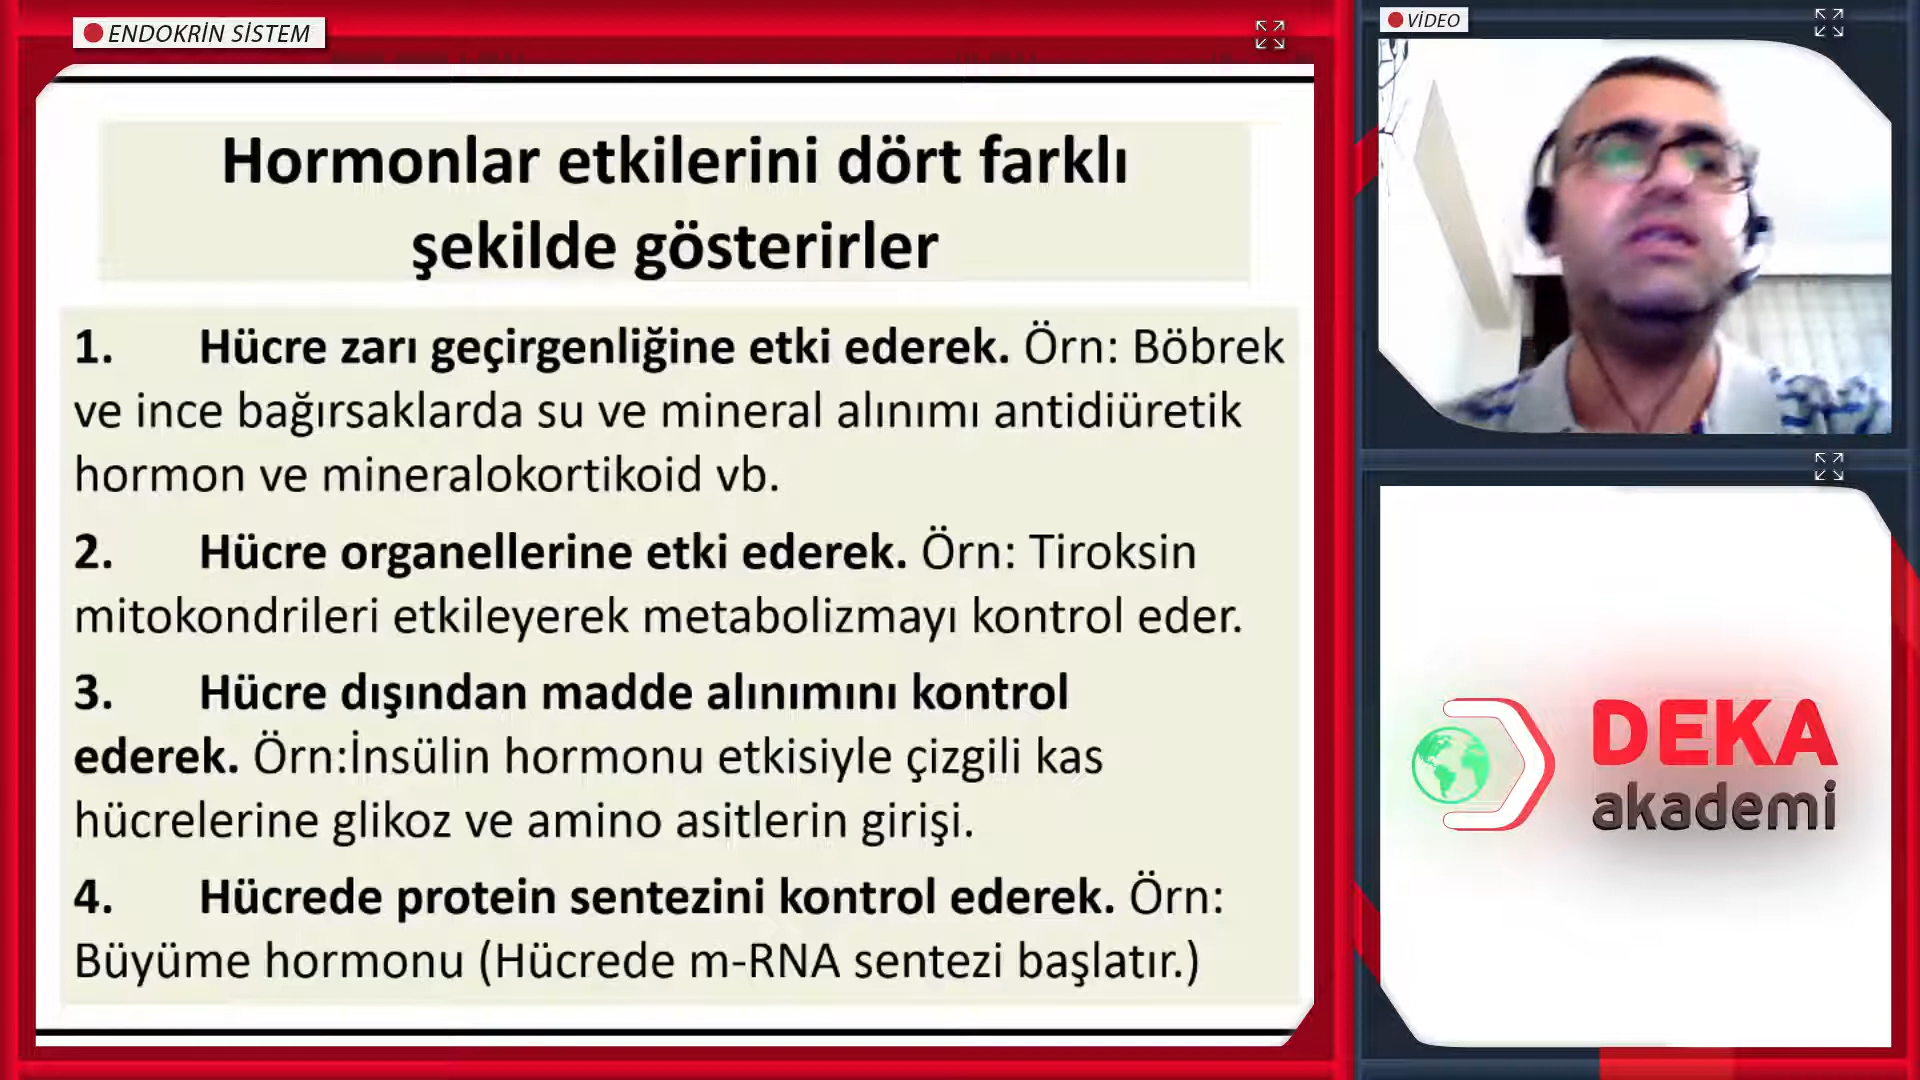 ENDOKRİN SİSTEM
VİDEO
Hormonlar etkilerini dört farklı
şekilde gösterirler
1. Hücre zarı geçirgenliğine etki ederek. Örn: Böbrek
ve ince bağırsaklarda su ve mineral alınımı antidiüretik
hormon ve mineralokortikoid vb.
2. Hücre organellerine etki ederek. Örn: Tiroksin
mitokondrileri etkileyerek metabolizmayı kontrol eder.
3. Hücre dışından madde alınımını kontrol
ederek. Örn:İnsülin hormonu etkisiyle çizgili kas
hücrelerine glikoz ve amino asitlerin girişi.
4. Hücrede protein sentezini kontrol ederek. Örn:
Büyüme hormonu (Hücrede m-RNA sentezi başlatır.)
DEKA
akademi